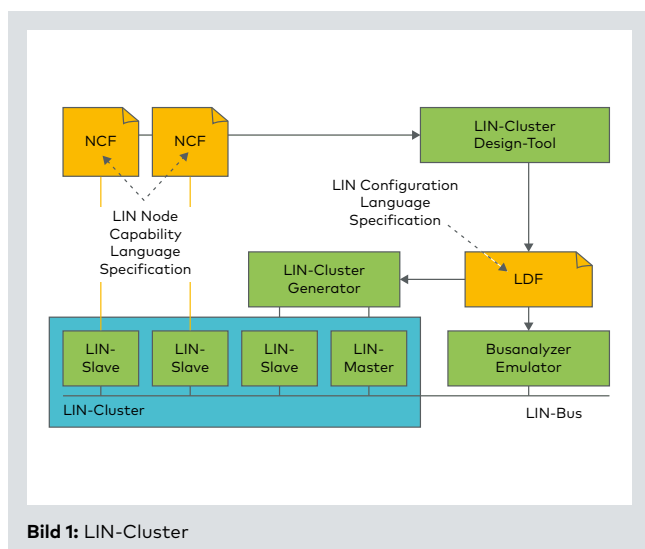 NCF
NCF
LIN-Cluster
Design-Tool
LIN Configuration
Language
Specification
LIN Node
Capability
Language
Specification
LIN-Cluster
Generator
LDF
LIN-
Slave
LIN-
Slave
LIN-
Slave
LIN-
Master
Busanalyzer
Emulator
LIN-Cluster
LIN-Bus
Bild 1: LIN-Cluster